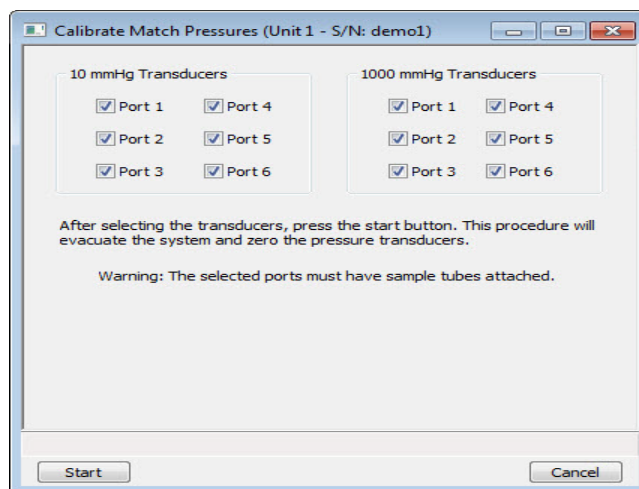 Calibrate Match Pressures (Unit 1 - S/N: demo1)
10 mmHg Transducers
Port 1 Port 4
Port 2 Port 5
Port 3 Port 6
1000 mmHg Transducers
Port 1 Port 4
Port 2 Port 5
Port 3 Port 6
After selecting the transducers, press the start button. This procedure will
evacuate the system and zero the pressure transducers.
Warning: The selected ports must have sample tubes attached.
Start
Cancel